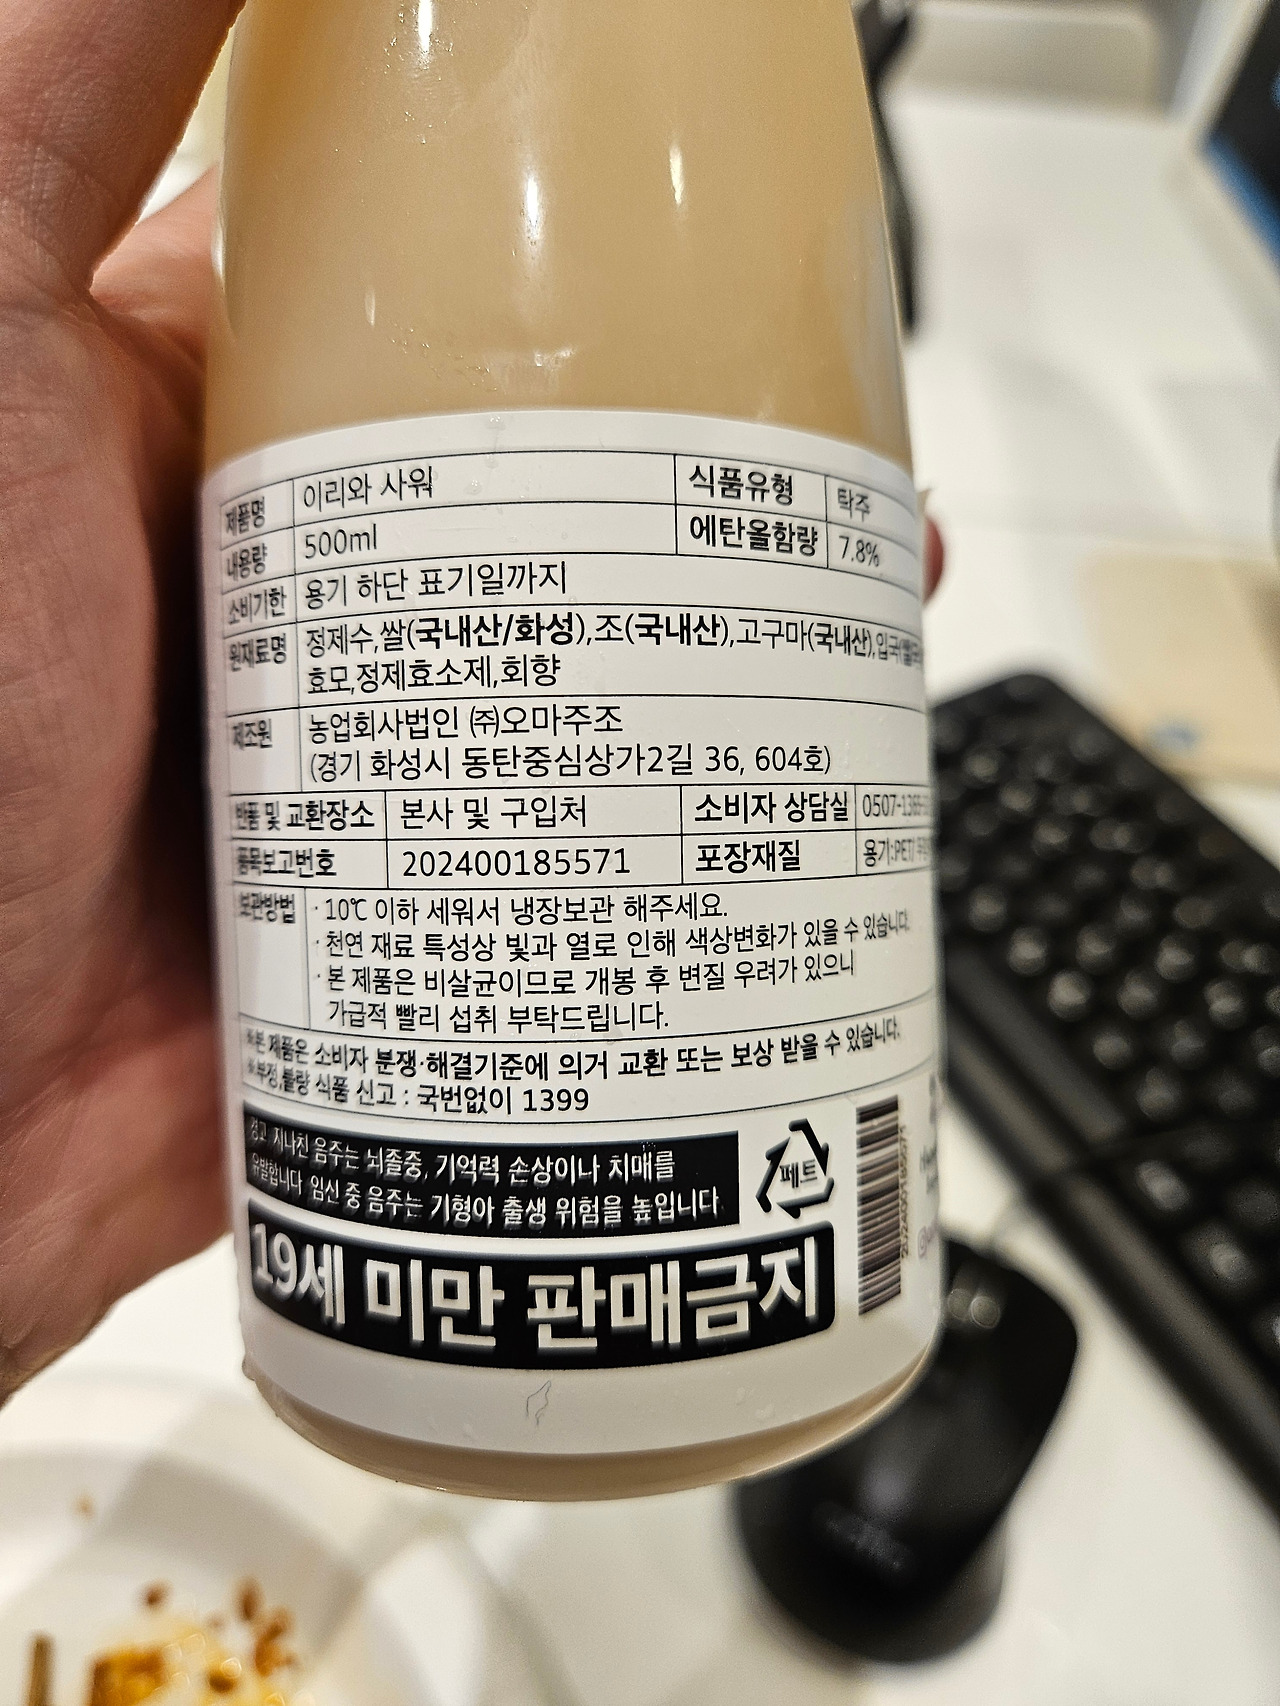 제품명 이리와 사워 식품유형 탁주
내용량 500ml 에탄올함량 7.8%
소비기한 용기 하단 표기일까지
원재료명 정제수,쌀(국내산/화성),조(국내산),고구마(국내산),입국
효모,정제효소제,회향
제조원 농업회사법인 ㈜오마주조
(경기 화성시 동탄중심상가2길 36, 604호)
반품 및 교환장소 본사 및 구입처 소비자 상담실 0507-1366-
품목보고번호 202400185571 포장재질 용기:PET/
보관방법 · 10℃ 이하 세워서 냉장보관 해주세요.
· 천연 재료 특성상 빛과 열로 인해 색상변화가 있을 수 있습니다.
· 본 제품은 비살균이므로 개봉 후 변질 우려가 있으니
가급적 빨리 섭취 부탁드립니다.
※본 제품은 소비자 분쟁·해결기준에 의거 교환 또는 보상 받을 수 있습니다.
※부정,불량 식품 신고 : 국번없이 1399
경고 지나친 음주는 뇌졸중, 기억력 손상이나 치매를
유발합니다 임신 중 음주는 기형아 출생 위험을 높입니다
페트
19세 미만 판매금지
202400185571